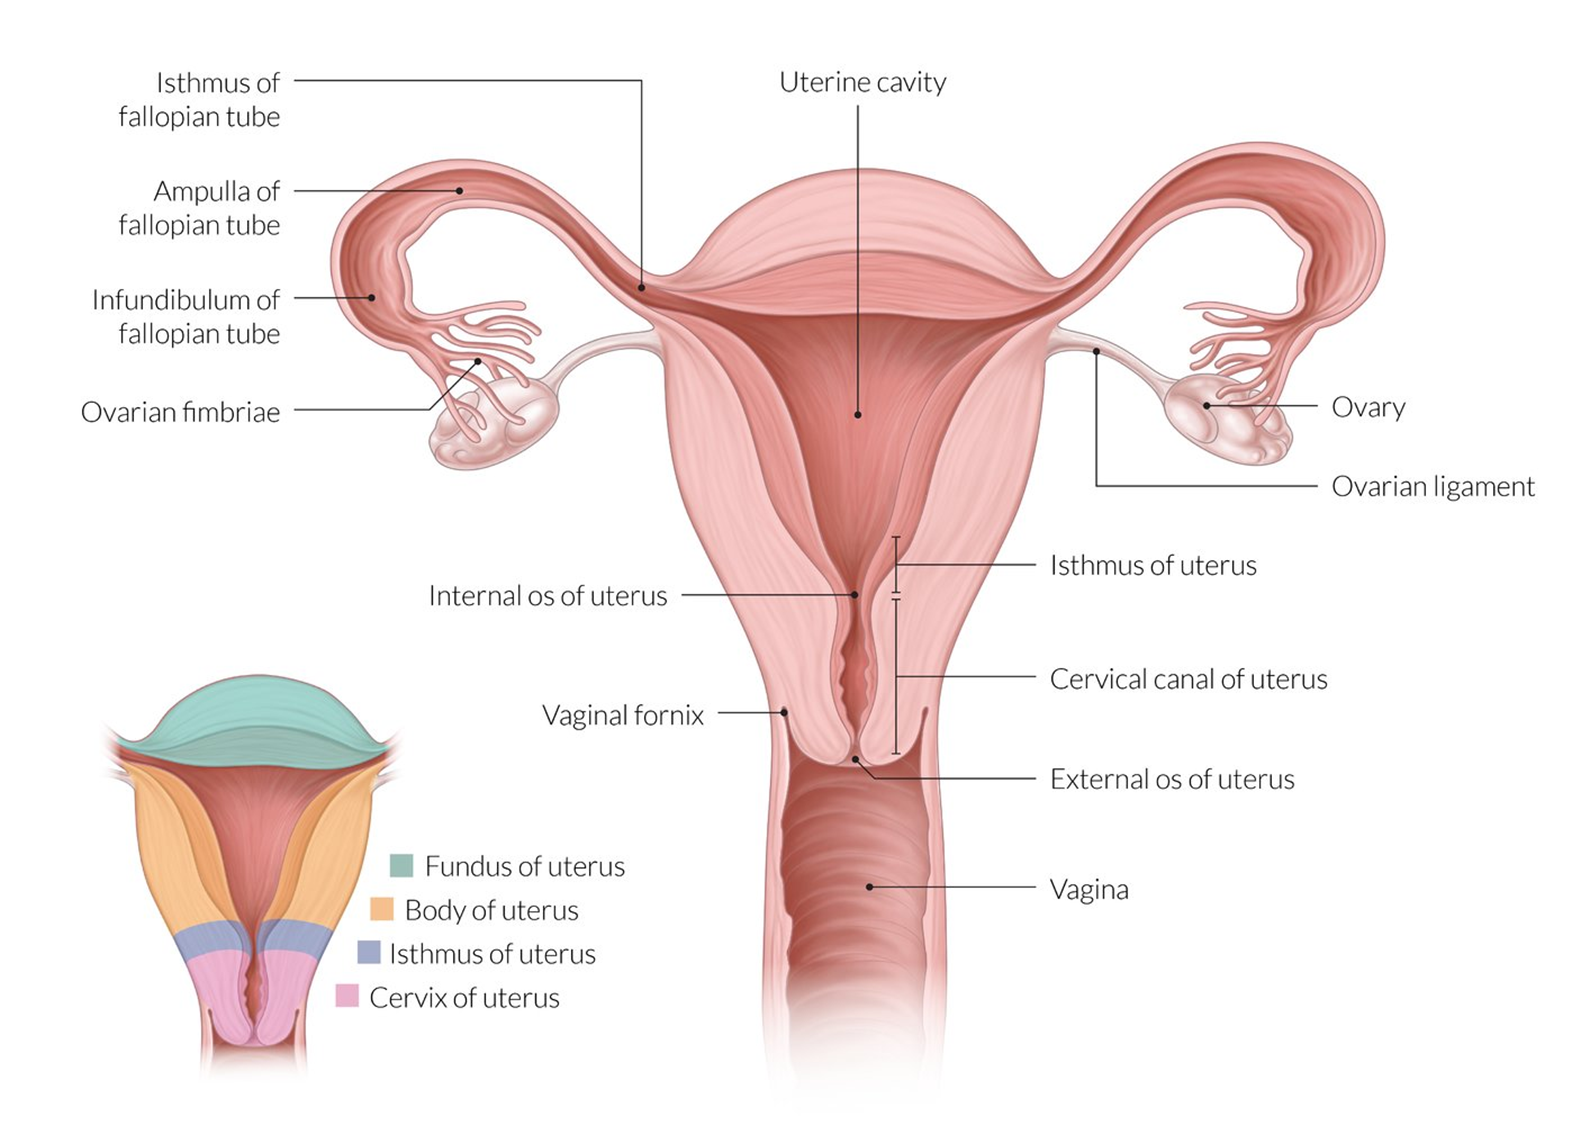 Isthmus of
fallopian tube
Uterine cavity
Ampulla of
fallopian tube
Infundibulum of
fallopian tube
Ovarian fimbriae
Ovary
Ovarian ligament
Isthmus of uterus
Internal os of uterus
Cervical canal of uterus
Vaginal fornix
External os of uterus
Vagina
Fundus of uterus
Body of uterus
Isthmus of uterus
Cervix of uterus